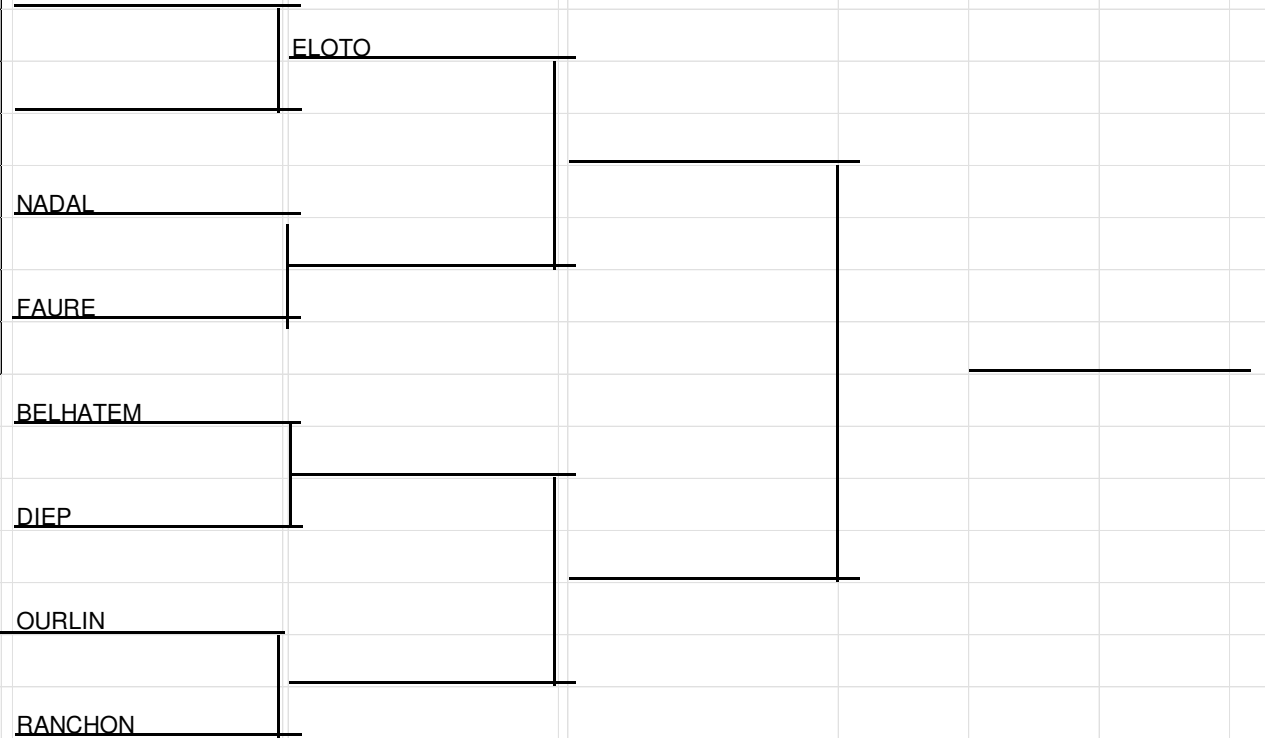 ELOTO
NADAL
FAURE
BELHATEM
DIEP
OURLIN
RANCHON